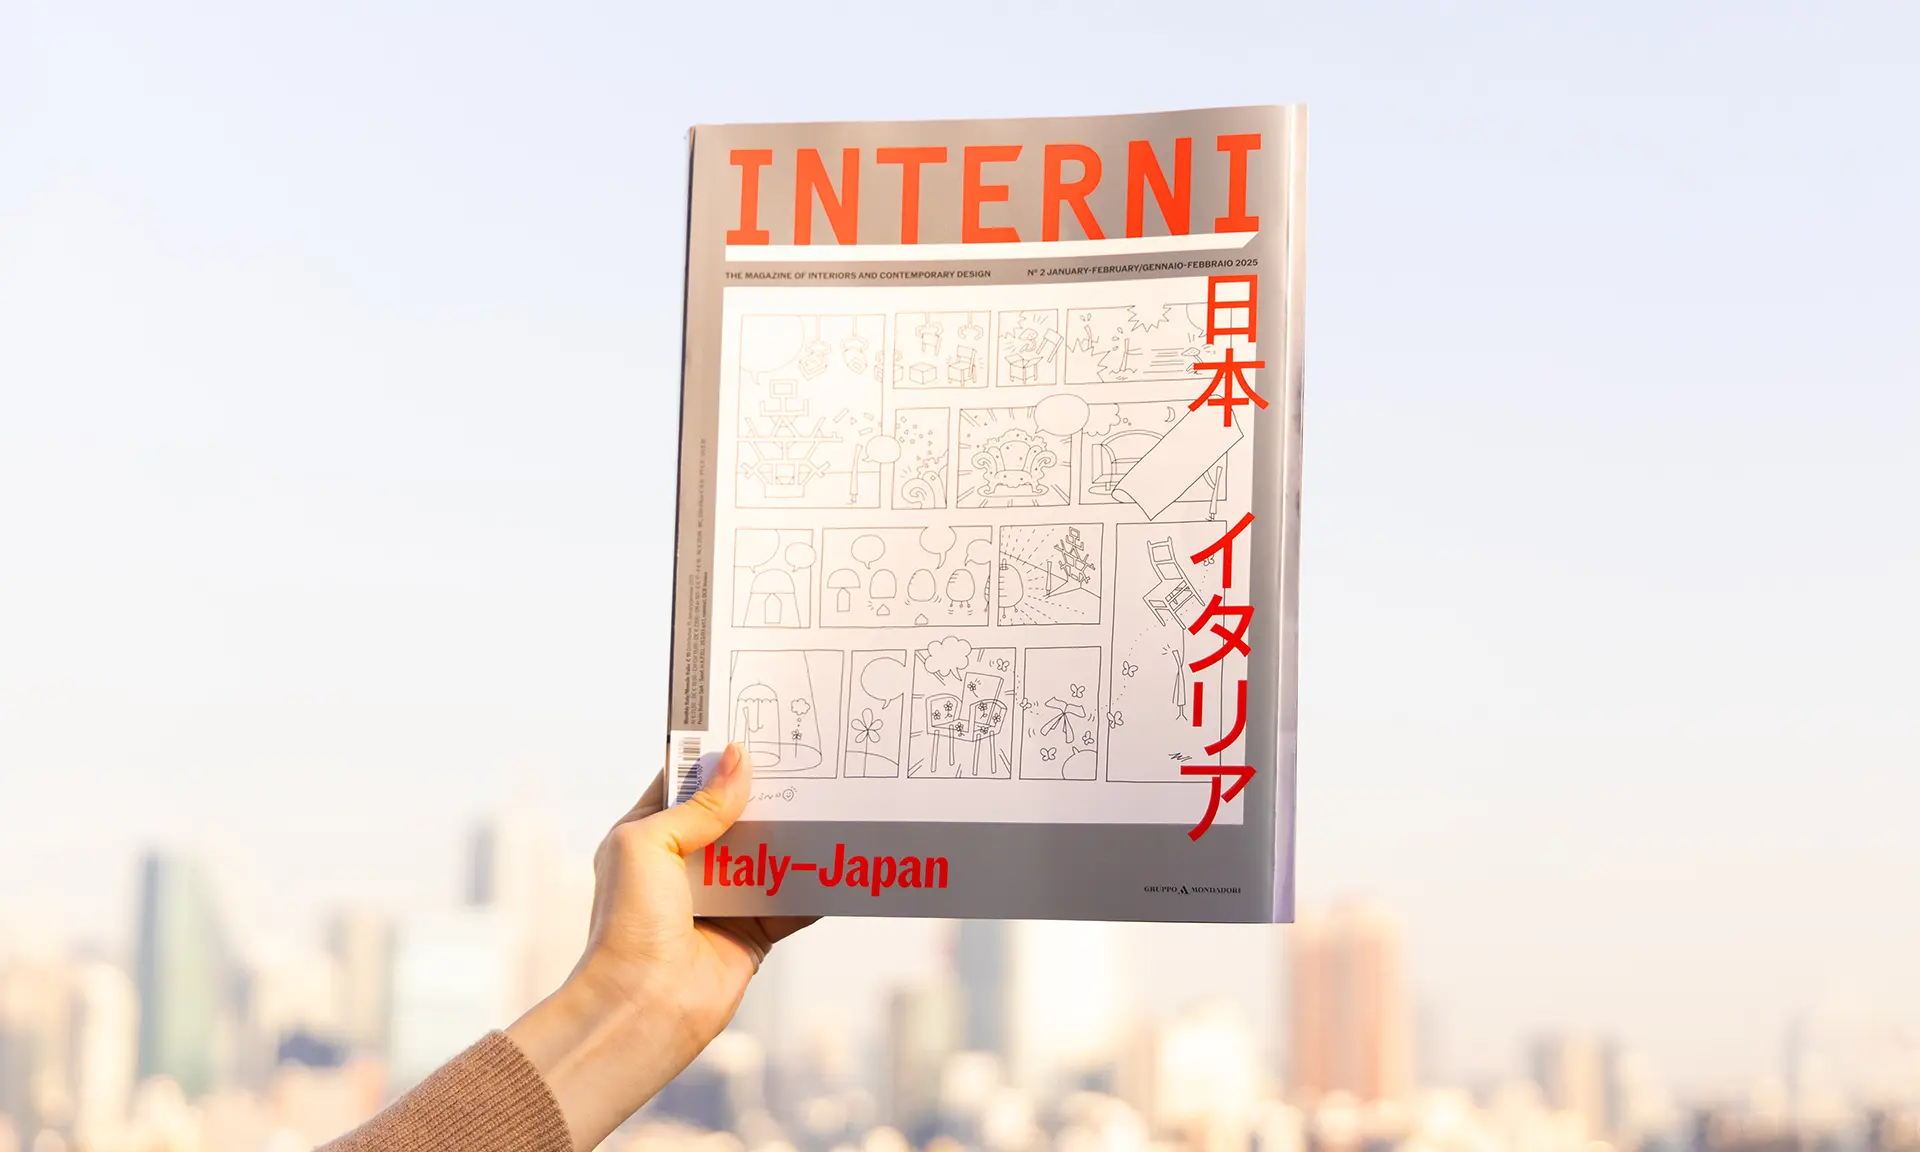 INTERNI
THE MAGAZINE OF INTERIORS AND CONTEMPORARY DESIGN
N° 2 JANUARY-FEBRUARY/GENNAIO-FEBBRAIO 2025
日本 イタリア
Italy–Japan
GRUPPO MONDADORI